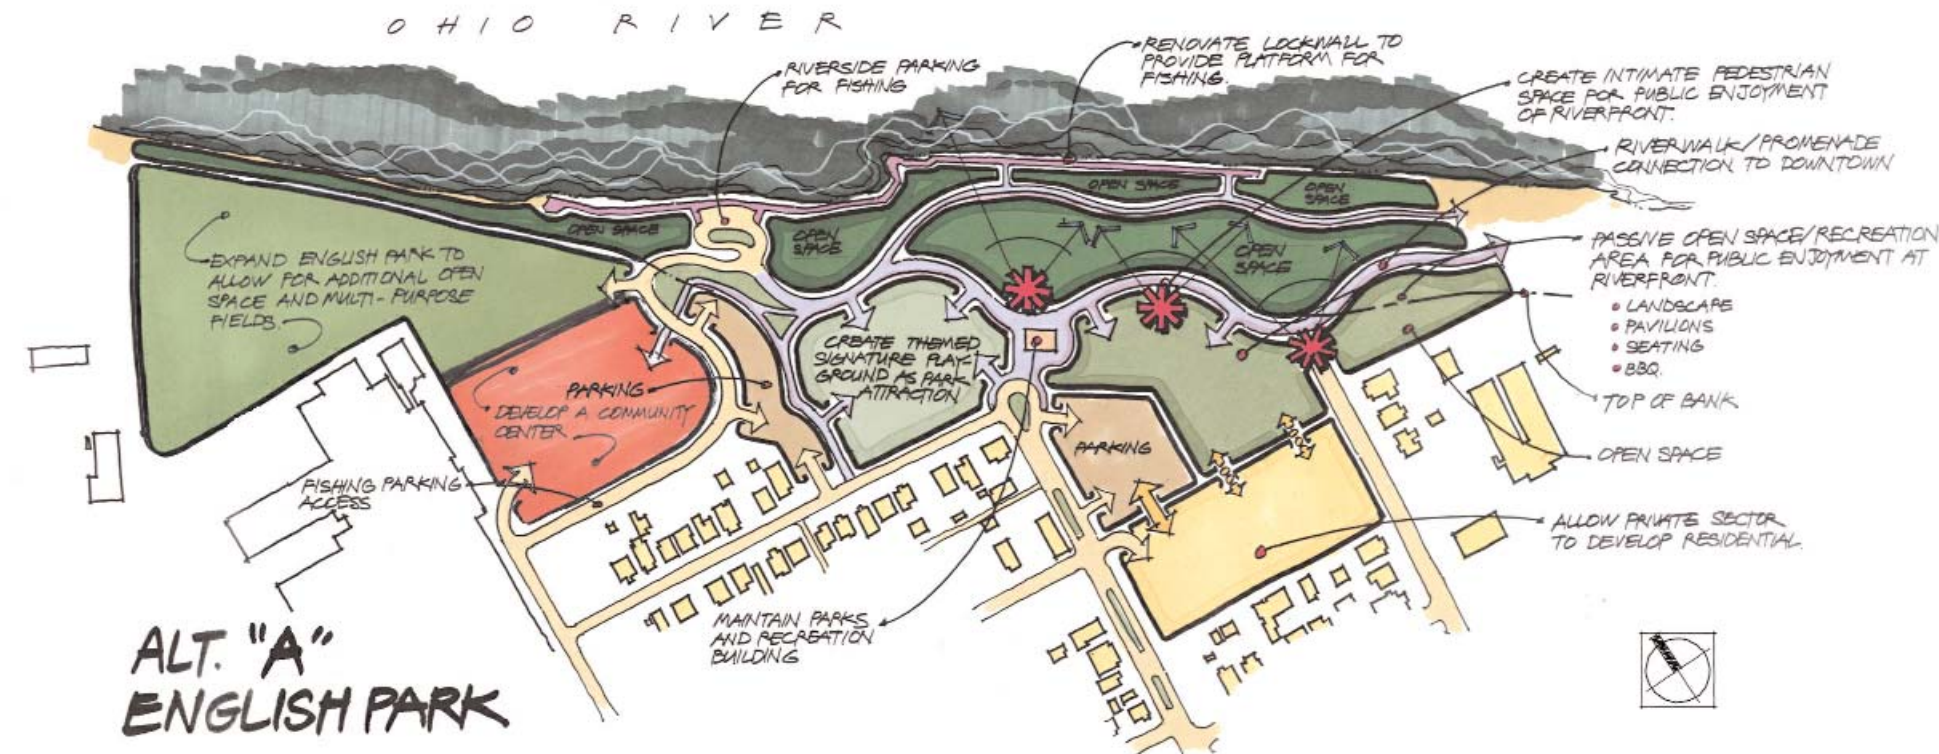 OHIO RIVER
RIVERSIDE PARKING
FOR FISHING
RENOVATE LOCKWALL TO
PROVIDE PLATFORM FOR
FISHING.
CREATE INTIMATE PEDESTRIAN
SPACE FOR PUBLIC ENJOYMENT
OF RIVERFRONT.
RIVERWALK/PROMENADE
CONNECTION TO DOWNTOWN
OPEN SPACE
OPEN
SPACE
OPEN SPACE
OPEN
SPACE
OPEN
SPACE
EXPAND ENGLISH PARK TO
ALLOW FOR ADDITIONAL OPEN
SPACE AND MULTI-PURPOSE
FIELDS.
PASSIVE OPEN SPACE/RECREATION
AREA FOR PUBLIC ENJOYMENT AT
RIVERFRONT.
LANDSCAPE
PAVILIONS
SEATING
BBQ.
CREATE THEMED
SIGNATURE PLAY-
GROUND AS PARK
ATTRACTION
PARKING
DEVELOP A COMMUNITY
CENTER
TOP OF BANK
PARKING
OPEN SPACE
FISHING PARKING
ACCESS
ALLOW PRIVATE SECTOR
TO DEVELOP RESIDENTIAL.
MAINTAIN PARKS
AND RECREATION
BUILDING
ALT. "A"
ENGLISH PARK